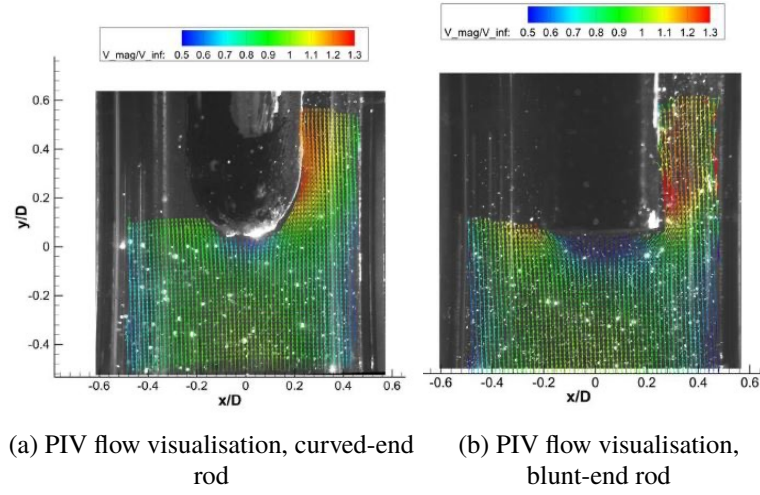 V_mag/V_inf: 0.5 0.6 0.7 0.8 0.9 1 1.1 1.2 1.3
V_mag/V_inf: 0.5 0.6 0.7 0.8 0.9 1 1.1 1.2 1.3
0.6
0.4
0.2
0
-0.2
-0.4
y/D
-0.6 -0.4 -0.2 0 0.2 0.4 0.6
x/D
-0.6 -0.4 -0.2 0 0.2 0.4 0.6
x/D
(a) PIV flow visualisation, curved-end
rod
(b) PIV flow visualisation,
blunt-end rod